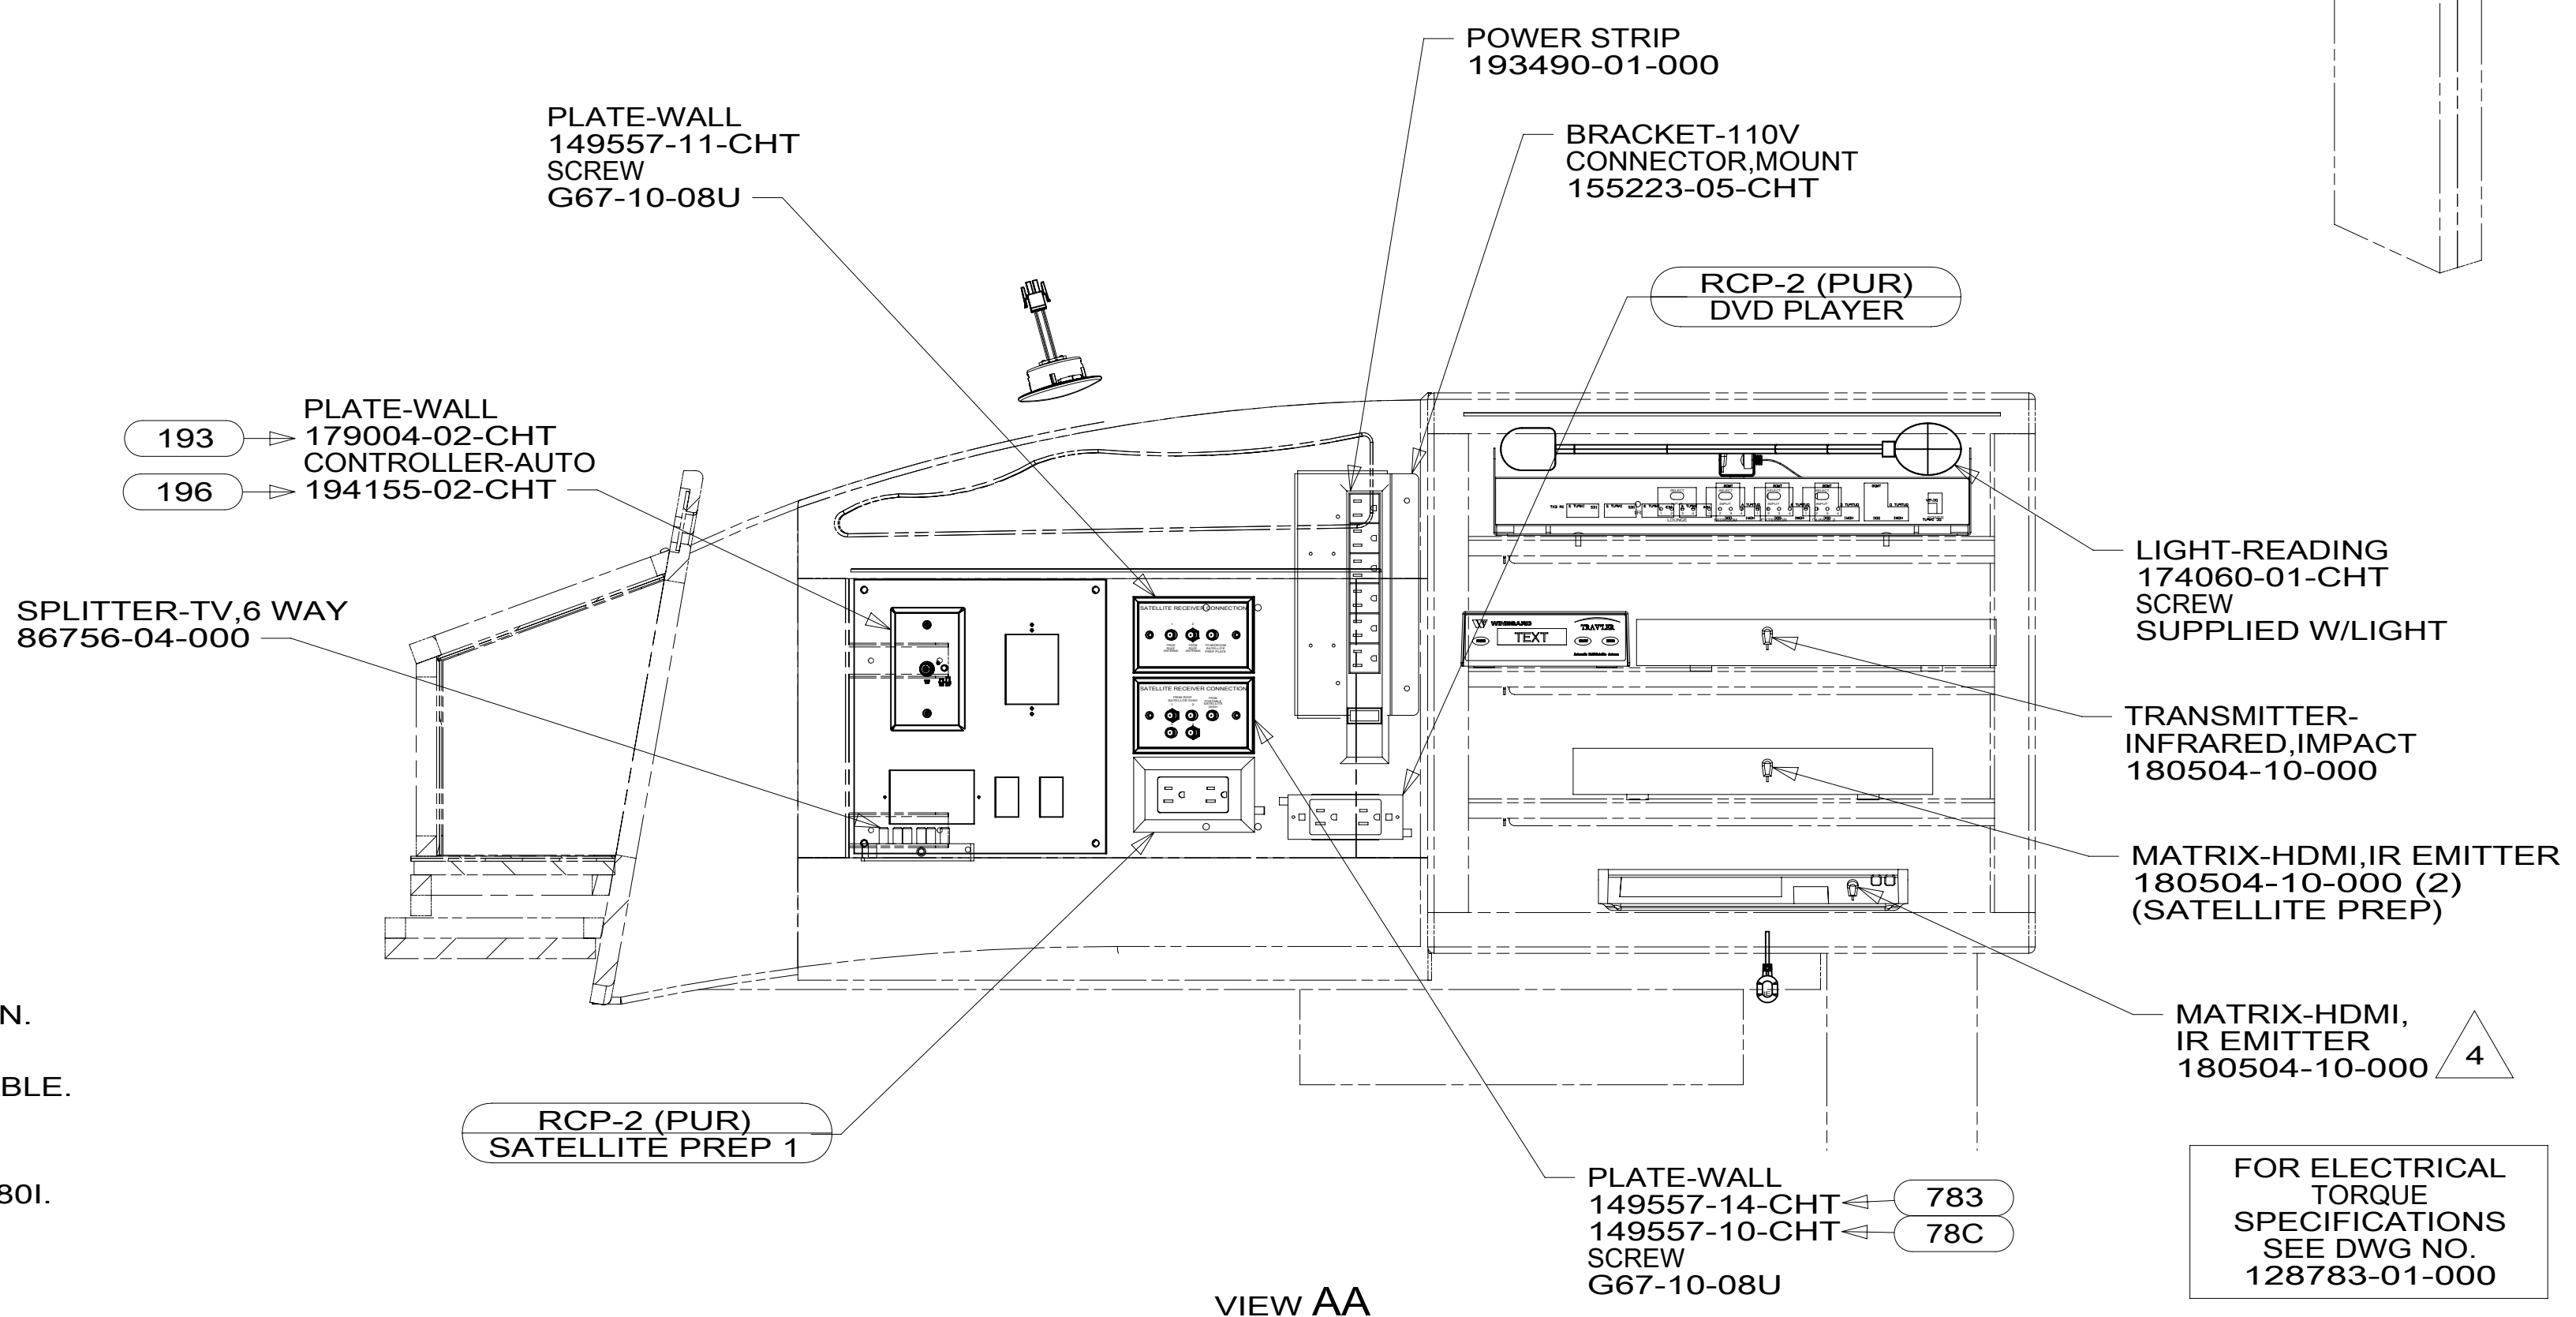 POWER STRIP
193490-01-000
PLATE-WALL
149557-11-CHT
SCREW
G67-10-08U
BRACKET-110V
CONNECTOR,MOUNT
155223-05-CHT
RCP-2 (PUR)
DVD PLAYER
193
196
PLATE-WALL
179004-02-CHT
CONTROLLER-AUTO
194155-02-CHT
SPLITTER-TV,6 WAY
86756-04-000
LIGHT-READING
174060-01-CHT
SCREW
SUPPLIED W/LIGHT
SATELLITE RECEIVER CONNECTION
SATELLITE RECEIVER CONNECTION
WINEGARD
TEXT
TRAV'LER
LOUNGE
TRANSMITTER-
INFRARED,IMPACT
180504-10-000
MATRIX-HDMI,IR EMITTER
180504-10-000 (2)
(SATELLITE PREP)
MATRIX-HDMI,
IR EMITTER
180504-10-000
4
N.
BLE.
80I.
RCP-2 (PUR)
SATELLITE PREP 1
PLATE-WALL
149557-14-CHT
149557-10-CHT
SCREW
G67-10-08U
783
78C
FOR ELECTRICAL
TORQUE
SPECIFICATIONS
SEE DWG NO.
128783-01-000
VIEW AA